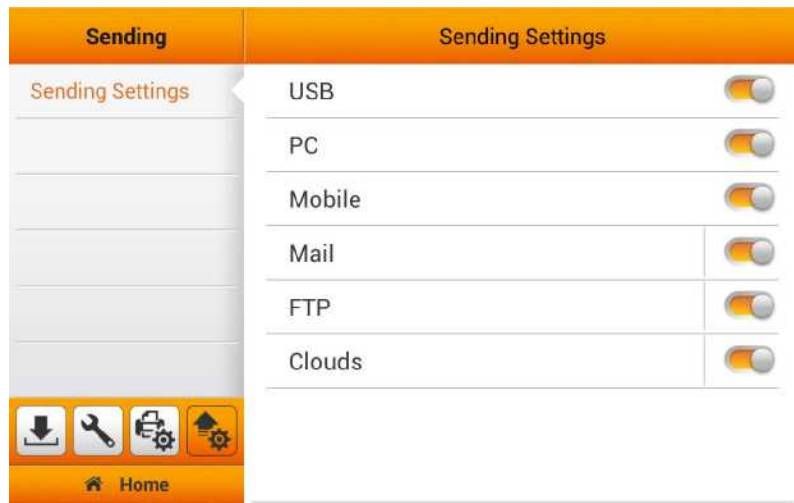 Sending
Sending Settings
Sending Settings
USB
PC
Mobile
Mail
FTP
Clouds
Home